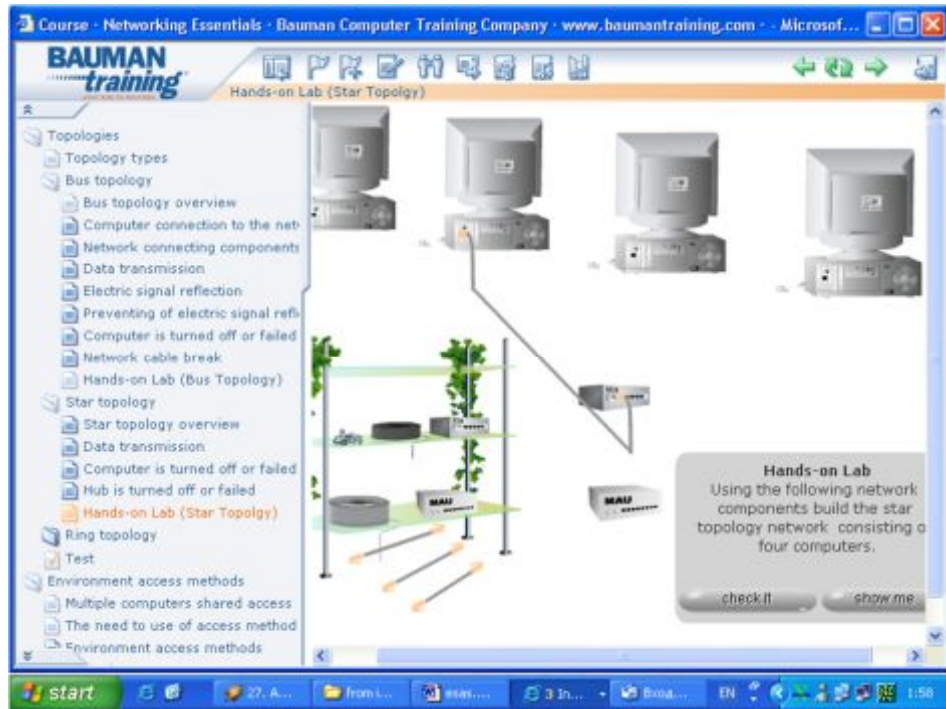 Course - Networking Essentials - Bauman Computer Training Company - www.baumantraining.com - - Microsof...
BAUMAN
training
Hands-on Lab (Star Topolgy)
Topologies
Topology types
Bus topology
Bus topology overview
Computer connection to the net
Network connecting components
Data transmission
Electric signal reflection
Preventing of electric signal refl
Computer is turned off or failed
Network cable break
Hands-on Lab (Bus Topology)
Star topology
Star topology overview
Data transmission
Computer is turned off or failed
Hub is turned off or failed
Hands-on Lab (Star Topolgy)
Ring topology
Test
Environment access methods
Multiple computers shared access
The need to use of access method
Environment access methods
MAU
MAU
Hands-on Lab
Using the following network
components build the star
topology network consisting o
four computers.
check it
show me
start
27. A...
from i...
esas....
3 In...
Вход...
EN
1:58